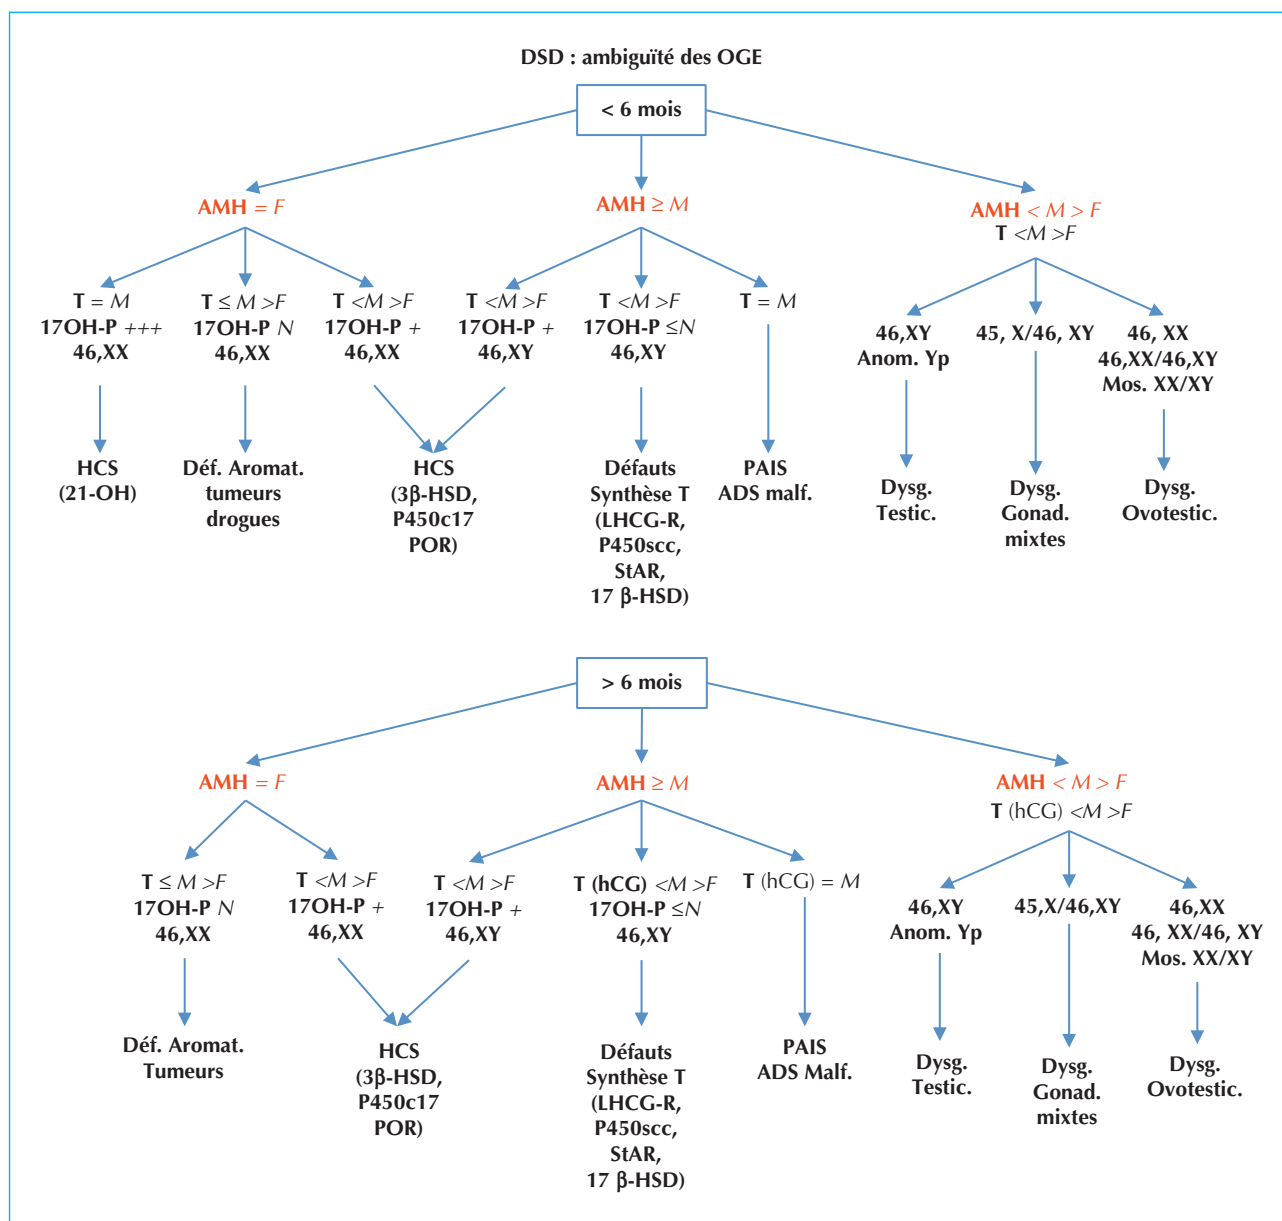 DSD : ambiguïté des OGE
< 6 mois
AMH = F
AMH ≥ M
AMH < M > F
T <M >F
T = M
17OH-P +++
46,XX
T ≤ M >F
17OH-P N
46,XX
T <M >F
17OH-P +
46,XX
T <M >F
17OH-P +
46,XY
T <M >F
17OH-P ≤N
46,XY
T = M
46,XY
Anom. Yp
45, X/46, XY
46, XX
46,XX/46,XY
Mos. XX/XY
HCS
(21-OH)
Déf. Aromat.
tumeurs
drogues
HCS
(3β-HSD,
P450c17
POR)
Défauts
Synthèse T
(LHCG-R,
P450scc,
StAR,
17 β-HSD)
PAIS
ADS malf.
Dysg.
Testic.
Dysg.
Gonad.
mixtes
Dysg.
Ovotestic.
> 6 mois
AMH = F
AMH ≥ M
AMH < M > F
T (hCG) <M >F
T ≤ M >F
17OH-P N
46,XX
T <M >F
17OH-P +
46,XX
T <M >F
17OH-P +
46,XY
T (hCG) <M >F
17OH-P ≤N
46,XY
T (hCG) = M
46,XY
Anom. Yp
45,X/46,XY
46,XX
46, XX/46, XY
Mos. XX/XY
Déf. Aromat.
Tumeurs
HCS
(3β-HSD,
P450c17
POR)
Défauts
Synthèse T
(LHCG-R,
P450scc,
StAR,
17 β-HSD)
PAIS
ADS Malf.
Dysg.
Testic.
Dysg.
Gonad.
mixtes
Dysg.
Ovotestic.